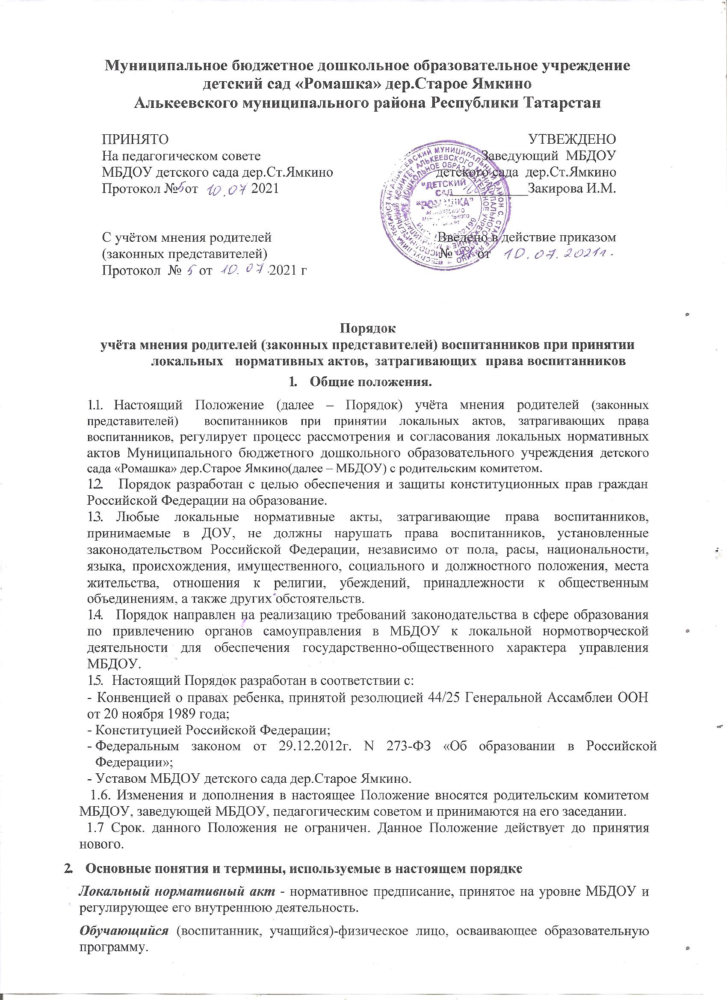 Муниципальное бюджетное дошкольное образовательное учреждение
детский сад «Ромашка» дер.Старое Ямкино
Алькеевского муниципального района Республики Татарстан
ПРИНЯТО
На педагогическом совете
МБДОУ детского сада дер.Ст.Ямкино
Протокол №5 от 10.07 2021
УТВЕЖДЕНО
Заведующий МБДОУ
детского сада дер.Ст.Ямкино
Закирова И.М.
"ДЕТСКИЙ
САД
"РОМАШКА"
С учётом мнения родителей
(законных представителей)
Протокол № 5 от 10.07.2021 г
Введено в действие приказом
№ от 10.07.2021г.
Порядок
учёта мнения родителей (законных представителей) воспитанников при принятии
локальных нормативных актов, затрагивающих права воспитанников
1. Общие положения.
1.1. Настоящий Положение (далее – Порядок) учёта мнения родителей (законных
представителей) воспитанников при принятии локальных актов, затрагивающих права
воспитанников, регулирует процесс рассмотрения и согласования локальных нормативных
актов Муниципального бюджетного дошкольного образовательного учреждения детского
сада «Ромашка» дер.Старое Ямкино(далее – МБДОУ) с родительским комитетом.
1.2. Порядок разработан с целью обеспечения и защиты конституционных прав граждан
Российской Федерации на образование.
1.3. Любые локальные нормативные акты, затрагивающие права воспитанников,
принимаемые в ДОУ, не должны нарушать права воспитанников, установленные
законодательством Российской Федерации, независимо от пола, расы, национальности,
языка, происхождения, имущественного, социального и должностного положения, места
жительства, отношения к религии, убеждений, принадлежности к общественным
объединениям, а также других обстоятельств.
1.4. Порядок направлен на реализацию требований законодательства в сфере образования
по привлечению органов самоуправления в МБДОУ к локальной нормотворческой
деятельности для обеспечения государственно-общественного характера управления
МБДОУ.
1.5. Настоящий Порядок разработан в соответствии с:
- Конвенцией о правах ребенка, принятой резолюцией 44/25 Генеральной Ассамблеи ООН
от 20 ноября 1989 года;
- Конституцией Российской Федерации;
- Федеральным законом от 29.12.2012г. N 273-ФЗ «Об образовании в Российской
Федерации»;
- Уставом МБДОУ детского сада дер.Старое Ямкино.
1.6. Изменения и дополнения в настоящее Положение вносятся родительским комитетом
МБДОУ, заведующей МБДОУ, педагогическим советом и принимаются на его заседании.
1.7 Срок. данного Положения не ограничен. Данное Положение действует до принятия
нового.
2. Основные понятия и термины, используемые в настоящем порядке
Локальный нормативный акт - нормативное предписание, принятое на уровне МБДОУ и
регулирующее его внутреннюю деятельность.
Обучающийся (воспитанник, учащийся)-физическое лицо, осваивающее образовательную
программу.